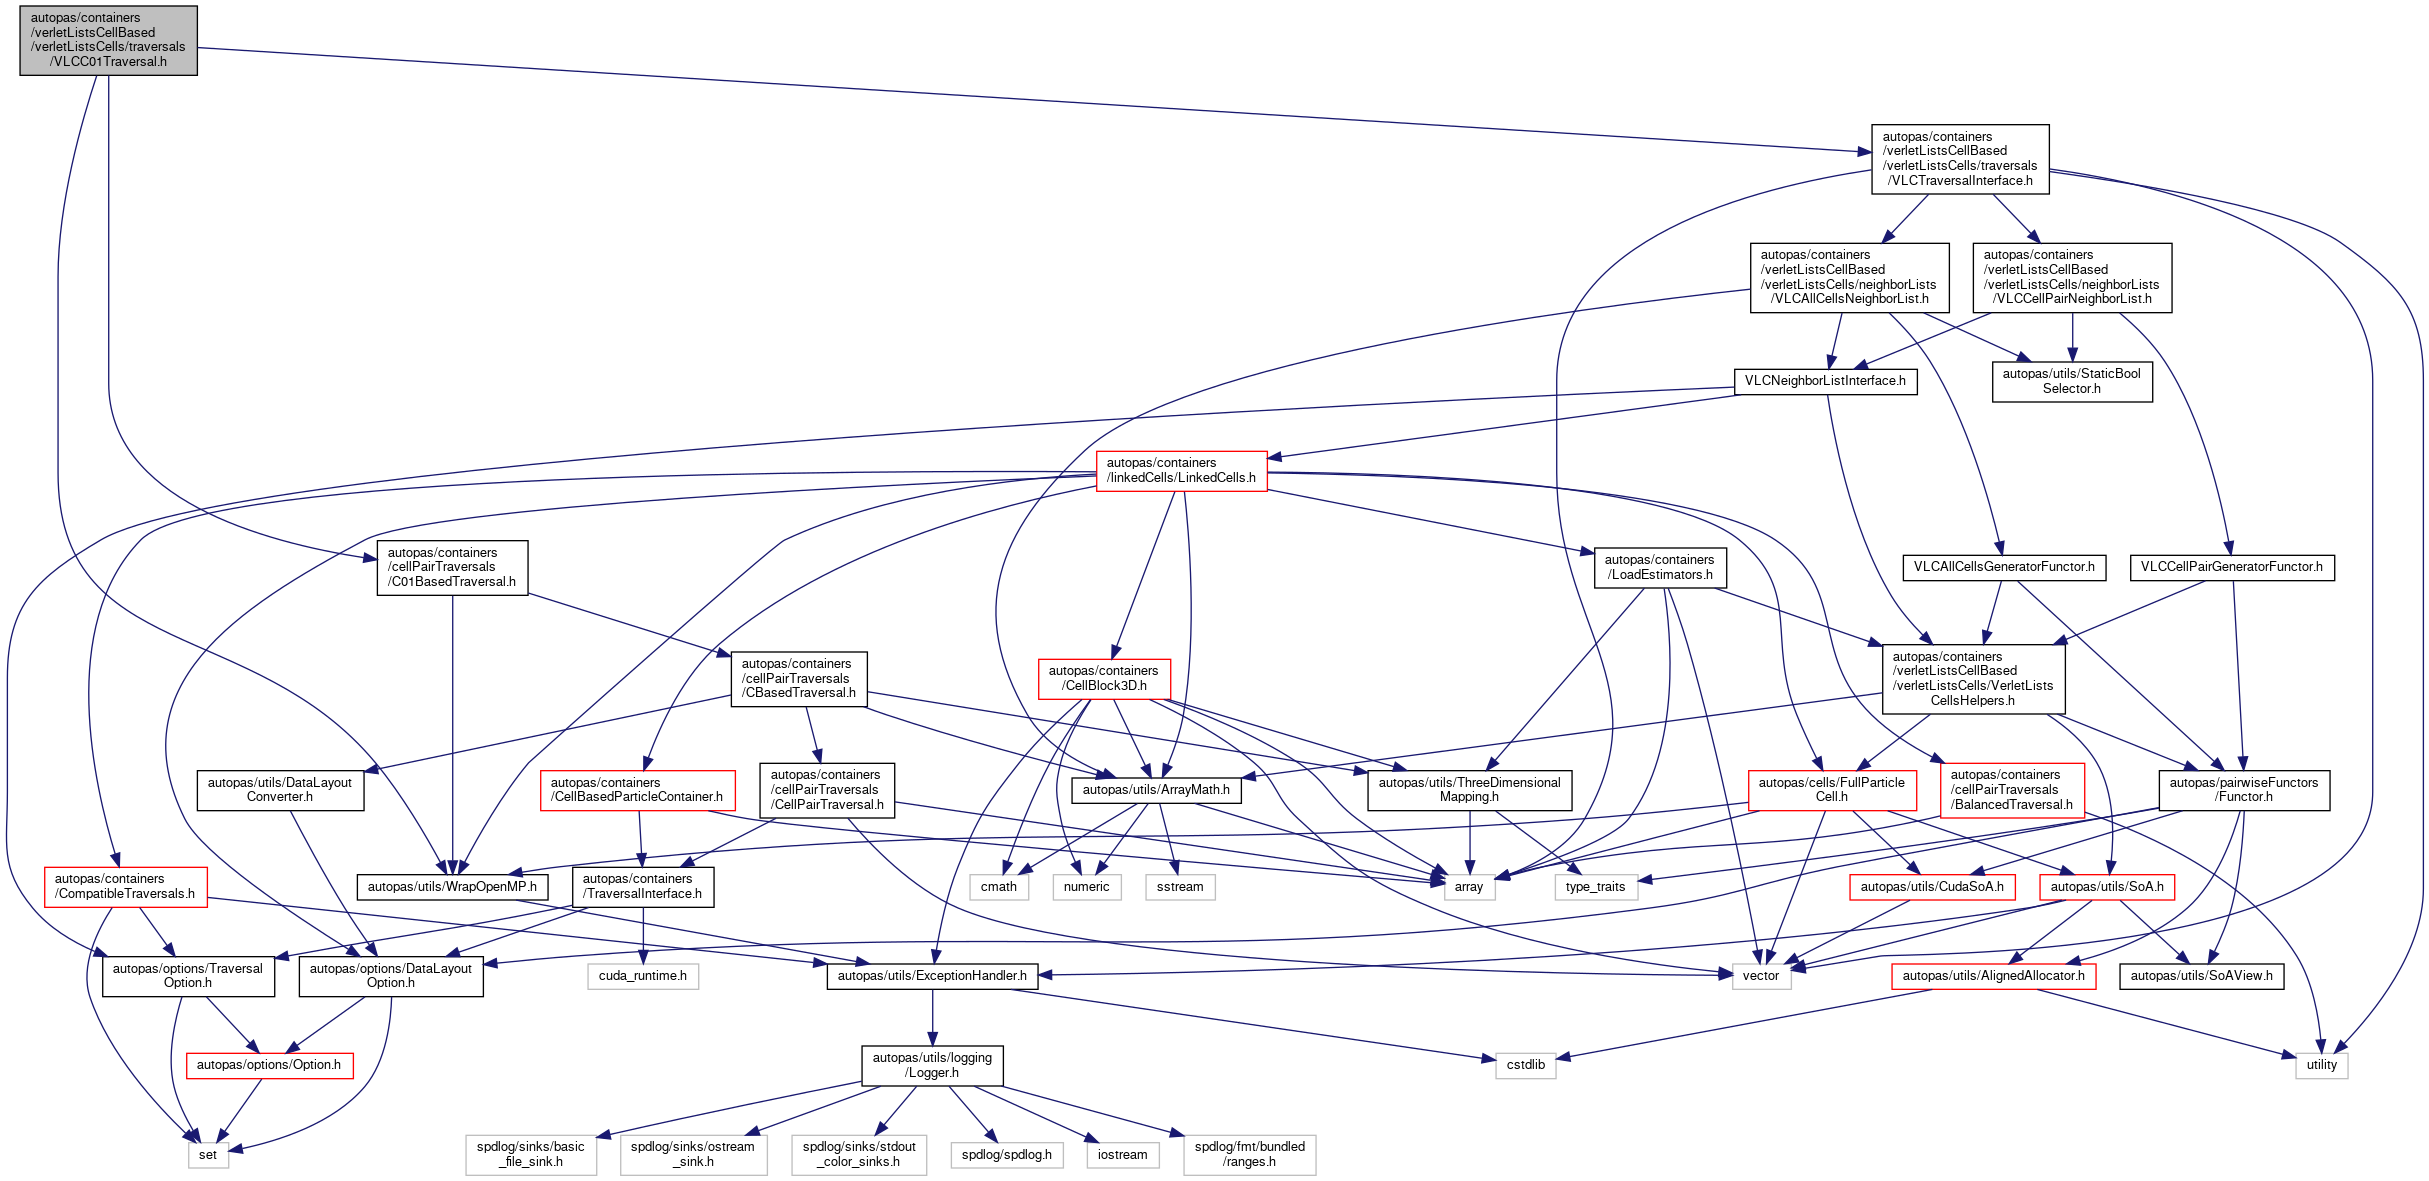 autopas/containers
/verletListsCellBased
/verletListsCells/traversals
/VLCC01Traversal.h
autopas/containers
/verletListsCellBased
/verletListsCells/traversals
/VLCTraversalInterface.h
autopas/containers
/verletListsCellBased
/verletListsCells/neighborLists
/VLCAllCellsNeighborList.h
autopas/containers
/verletListsCellBased
/verletListsCells/neighborLists
/VLCCellPairNeighborList.h
VLCNeighborListInterface.h
autopas/utils/StaticBool
Selector.h
autopas/containers
/linkedCells/LinkedCells.h
autopas/containers
/cellPairTraversals
/C01BasedTraversal.h
autopas/containers
/LoadEstimators.h
VLCAllCellsGeneratorFunctor.h
VLCCellPairGeneratorFunctor.h
autopas/containers
/cellPairTraversals
/CBasedTraversal.h
autopas/containers
/CellBlock3D.h
autopas/containers
/verletListsCellBased
/verletListsCells/VerletLists
CellsHelpers.h
autopas/utils/DataLayout
Converter.h
autopas/containers
/CellBasedParticleContainer.h
autopas/containers
/cellPairTraversals
/CellPairTraversal.h
autopas/utils/ArrayMath.h
autopas/utils/ThreeDimensional
Mapping.h
autopas/cells/FullParticle
Cell.h
autopas/containers
/cellPairTraversals
/BalancedTraversal.h
autopas/pairwiseFunctors
/Functor.h
autopas/containers
/CompatibleTraversals.h
autopas/utils/WrapOpenMP.h
autopas/containers
/TraversalInterface.h
cmath
numeric
sstream
array
type_traits
autopas/utils/CudaSoA.h
autopas/utils/SoA.h
autopas/options/Traversal
Option.h
autopas/options/DataLayout
Option.h
cuda_runtime.h
autopas/utils/ExceptionHandler.h
vector
autopas/utils/AlignedAllocator.h
autopas/utils/SoAView.h
autopas/options/Option.h
autopas/utils/logging
/Logger.h
cstdlib
utility
set
spdlog/sinks/basic
_file_sink.h
spdlog/sinks/ostream
_sink.h
spdlog/sinks/stdout
_color_sinks.h
spdlog/spdlog.h
iostream
spdlog/fmt/bundled
/ranges.h